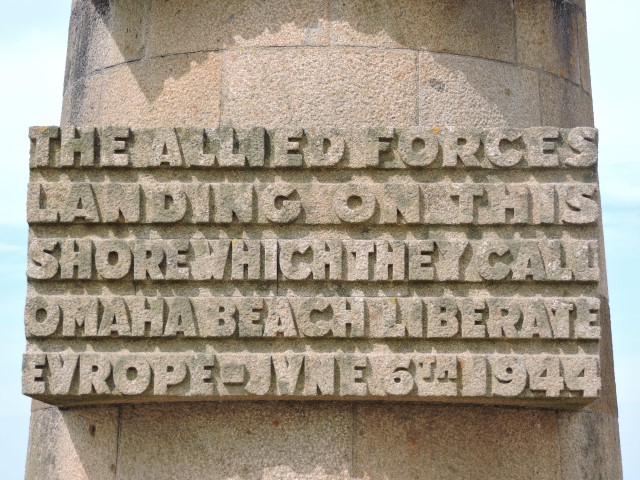 THE ALLIED FORCES
LANDING ON THIS
SHORE WHICH THEY CALL
OMAHA BEACH LIBERATE
EVROPE-JVNE 6TH 1944